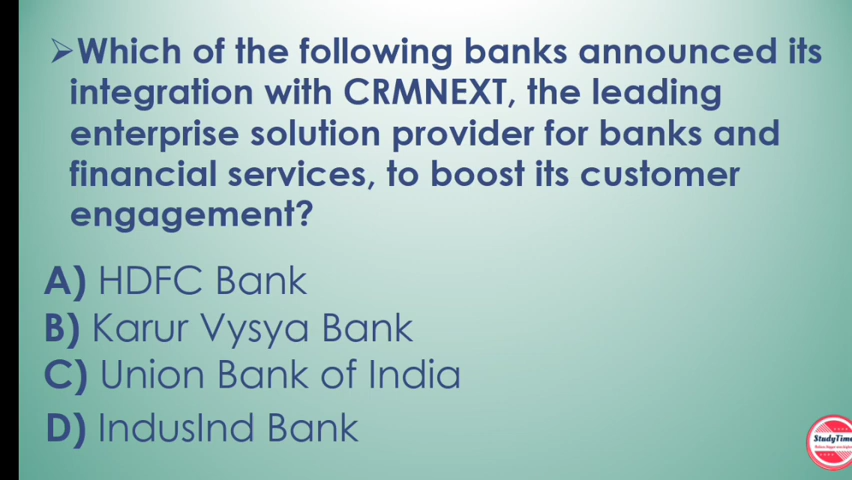 ➢Which of the following banks announced its
integration with CRMNEXT, the leading
enterprise solution provider for banks and
financial services, to boost its customer
engagement?
A) HDFC Bank
B) Karur Vysya Bank
C) Union Bank of India
D) IndusInd Bank
StudyTime